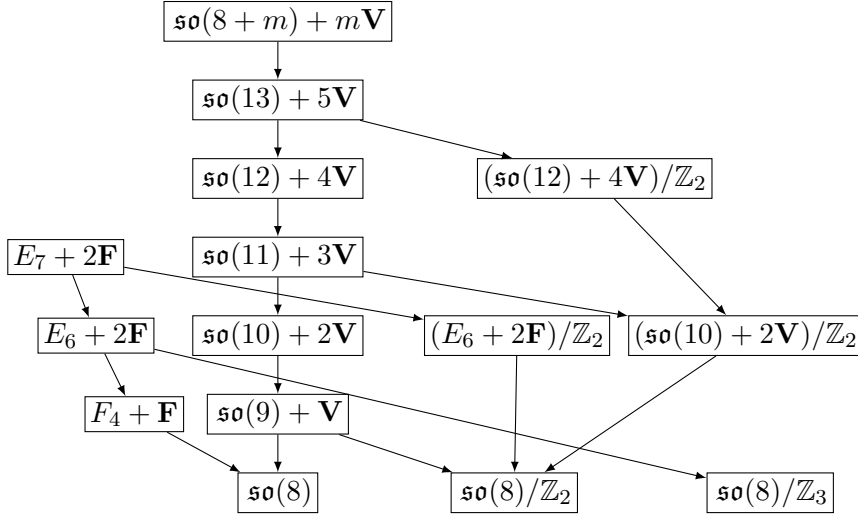 𝔰𝔬(8 + m) + m𝐕
𝔰𝔬(13) + 5𝐕
𝔰𝔬(12) + 4𝐕
(𝔰𝔬(12) + 4𝐕)/ℤ₂
E₇ + 2𝐅
𝔰𝔬(11) + 3𝐕
E₆ + 2𝐅
𝔰𝔬(10) + 2𝐕
(E₆ + 2𝐅)/ℤ₂
(𝔰𝔬(10) + 2𝐕)/ℤ₂
F₄ + 𝐅
𝔰𝔬(9) + 𝐕
𝔰𝔬(8)
𝔰𝔬(8)/ℤ₂
𝔰𝔬(8)/ℤ₃